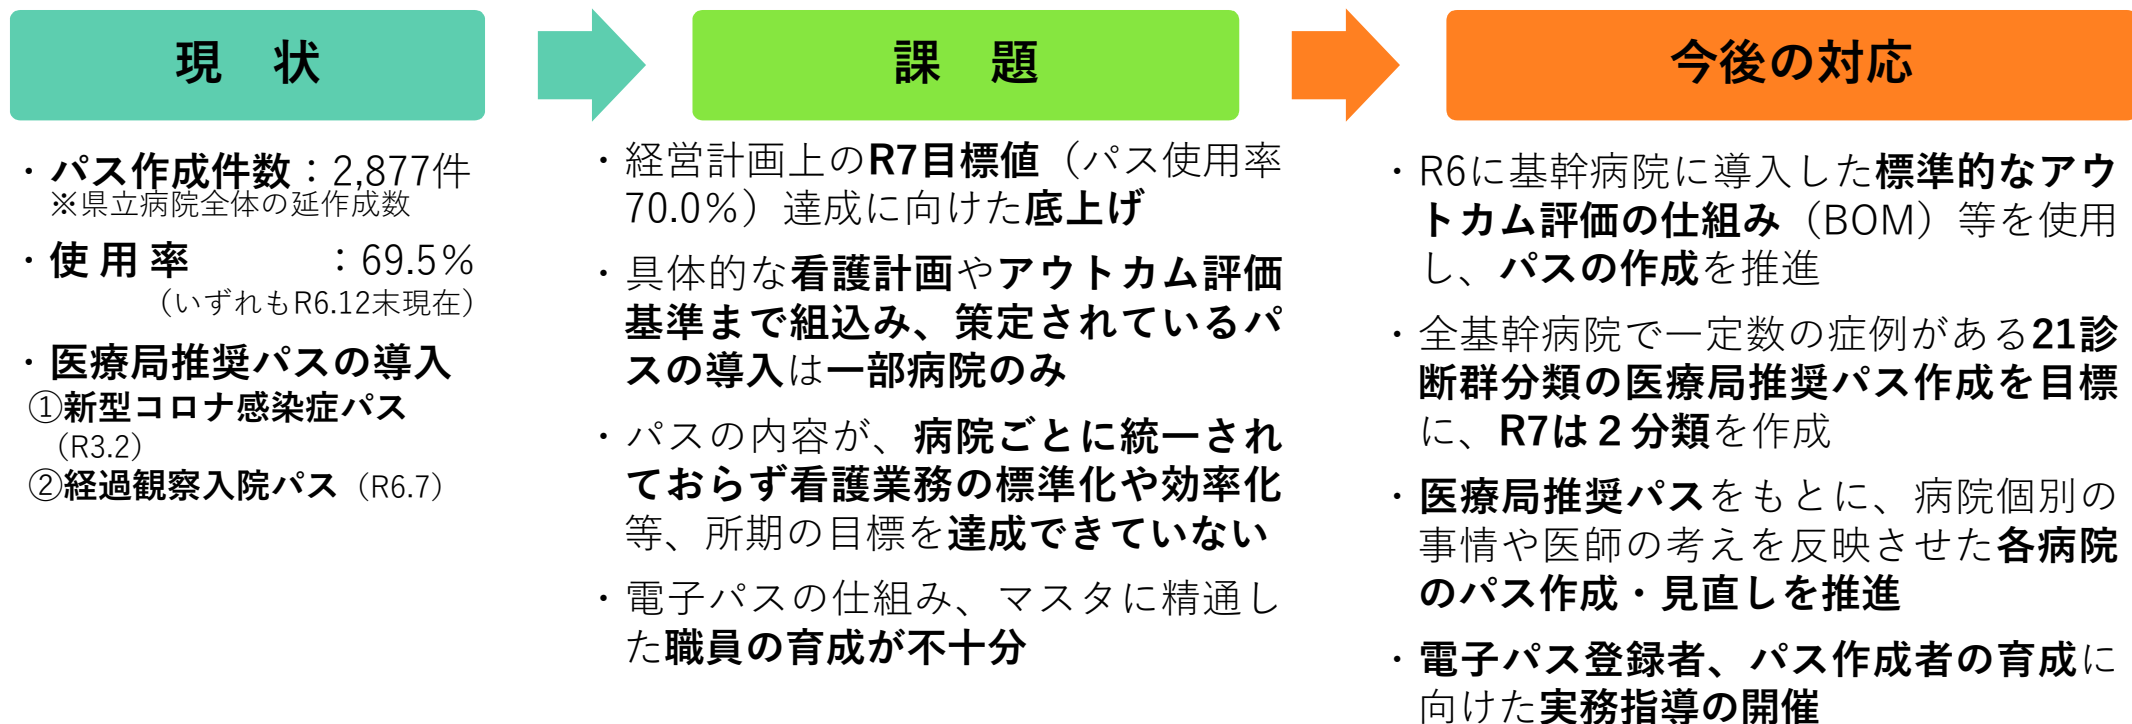 現　状
・パス作成件数：2,877件
※県立病院全体の延作成数
・使 用 率　　　：69.5％
（いずれもR6.12末現在）
・医療局推奨パスの導入
①新型コロナ感染症パス
（R3.2）
②経過観察入院パス（R6.7）
課　題
・経営計画上のR7目標値（パス使用率
70.0％）達成に向けた底上げ
・具体的な看護計画やアウトカム評価
基準まで組込み、策定されているパ
スの導入は一部病院のみ
・パスの内容が、病院ごとに統一され
ておらず看護業務の標準化や効率化
等、所期の目標を達成できていない
・電子パスの仕組み、マスタに精通し
た職員の育成が不十分
今後の対応
・R6に基幹病院に導入した標準的なアウ
トカム評価の仕組み（BOM）等を使用
し、パスの作成を推進
・全基幹病院で一定数の症例がある21診
断群分類の医療局推奨パス作成を目標
に、R7は２分類を作成
・医療局推奨パスをもとに、病院個別の
事情や医師の考えを反映させた各病院
のパス作成・見直しを推進
・電子パス登録者、パス作成者の育成に
向けた実務指導の開催